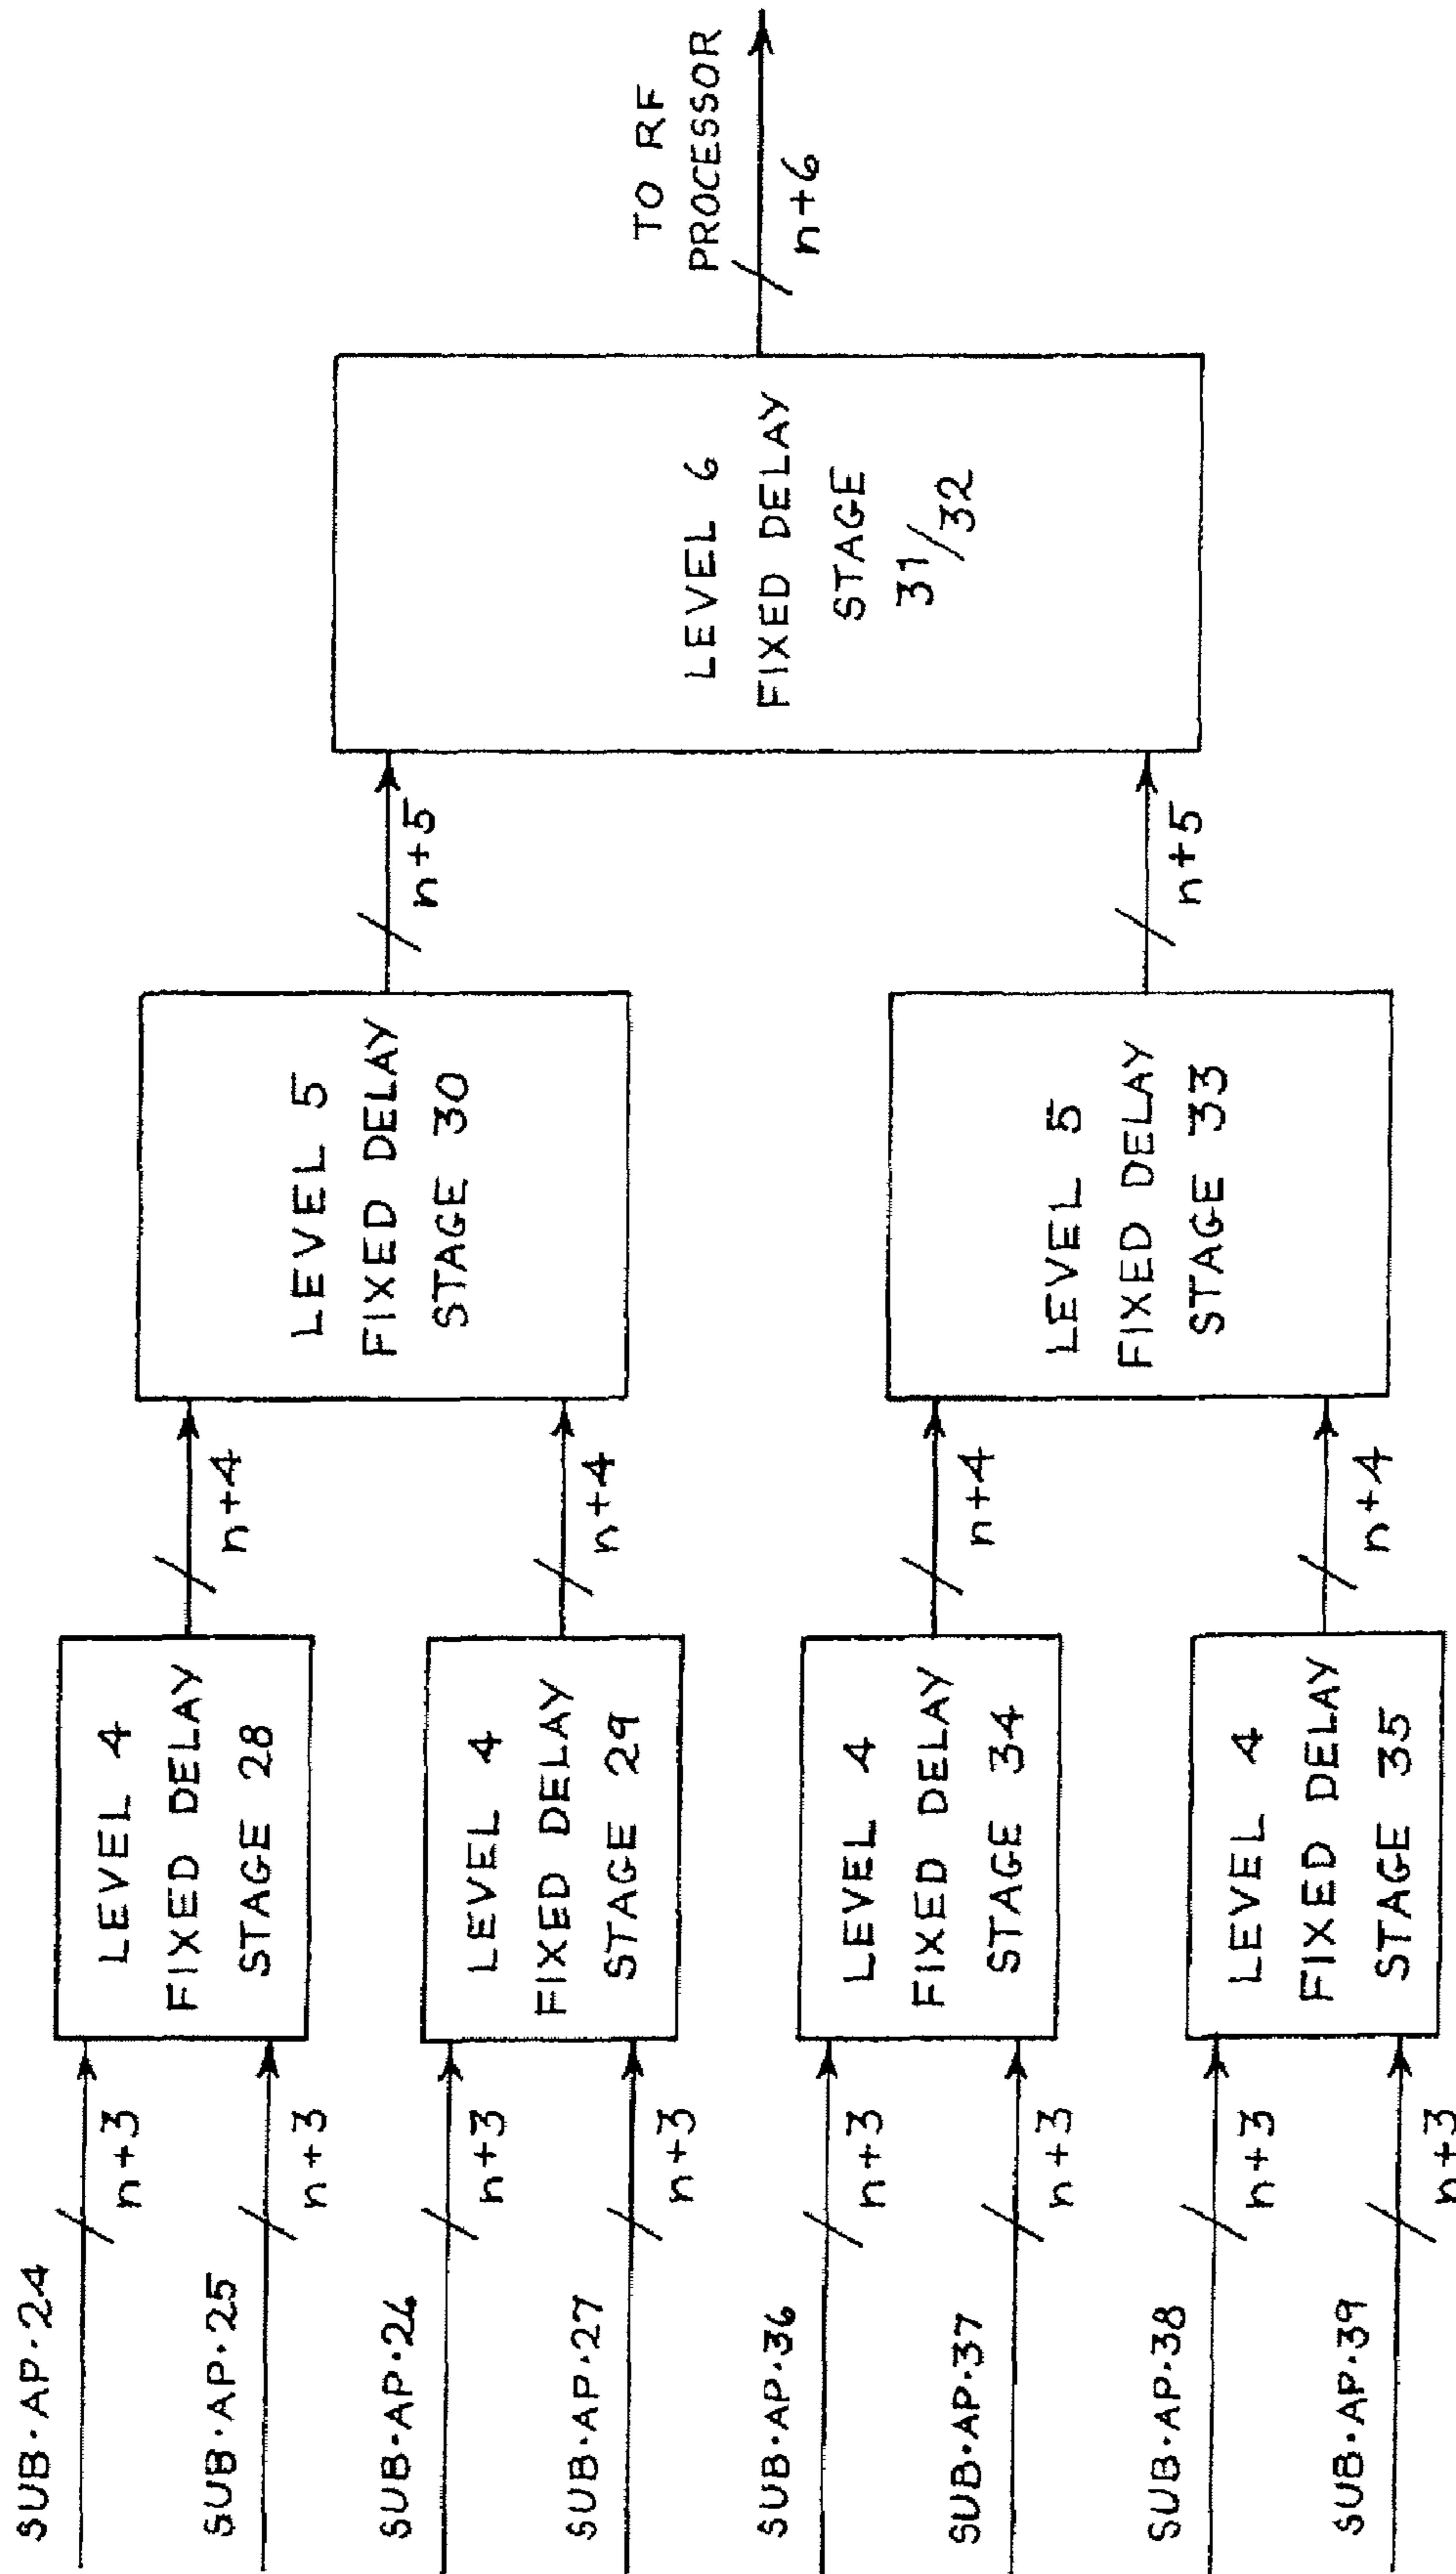 SUB·AP·24
n+3
SUB·AP·25
n+3
LEVEL 4
FIXED DELAY
STAGE 28
n+4
SUB·AP·26
n+3
SUB·AP·27
n+3
LEVEL 4
FIXED DELAY
STAGE 29
n+4
LEVEL 5
FIXED DELAY
STAGE 30
n+5
SUB·AP·36
n+3
SUB·AP·37
n+3
LEVEL 4
FIXED DELAY
STAGE 34
n+4
SUB·AP·38
n+3
SUB·AP·39
n+3
LEVEL 4
FIXED DELAY
STAGE 35
n+4
LEVEL 5
FIXED DELAY
STAGE 33
n+5
LEVEL 6
FIXED DELAY
STAGE
31/32
TO RF
PROCESSOR
n+6